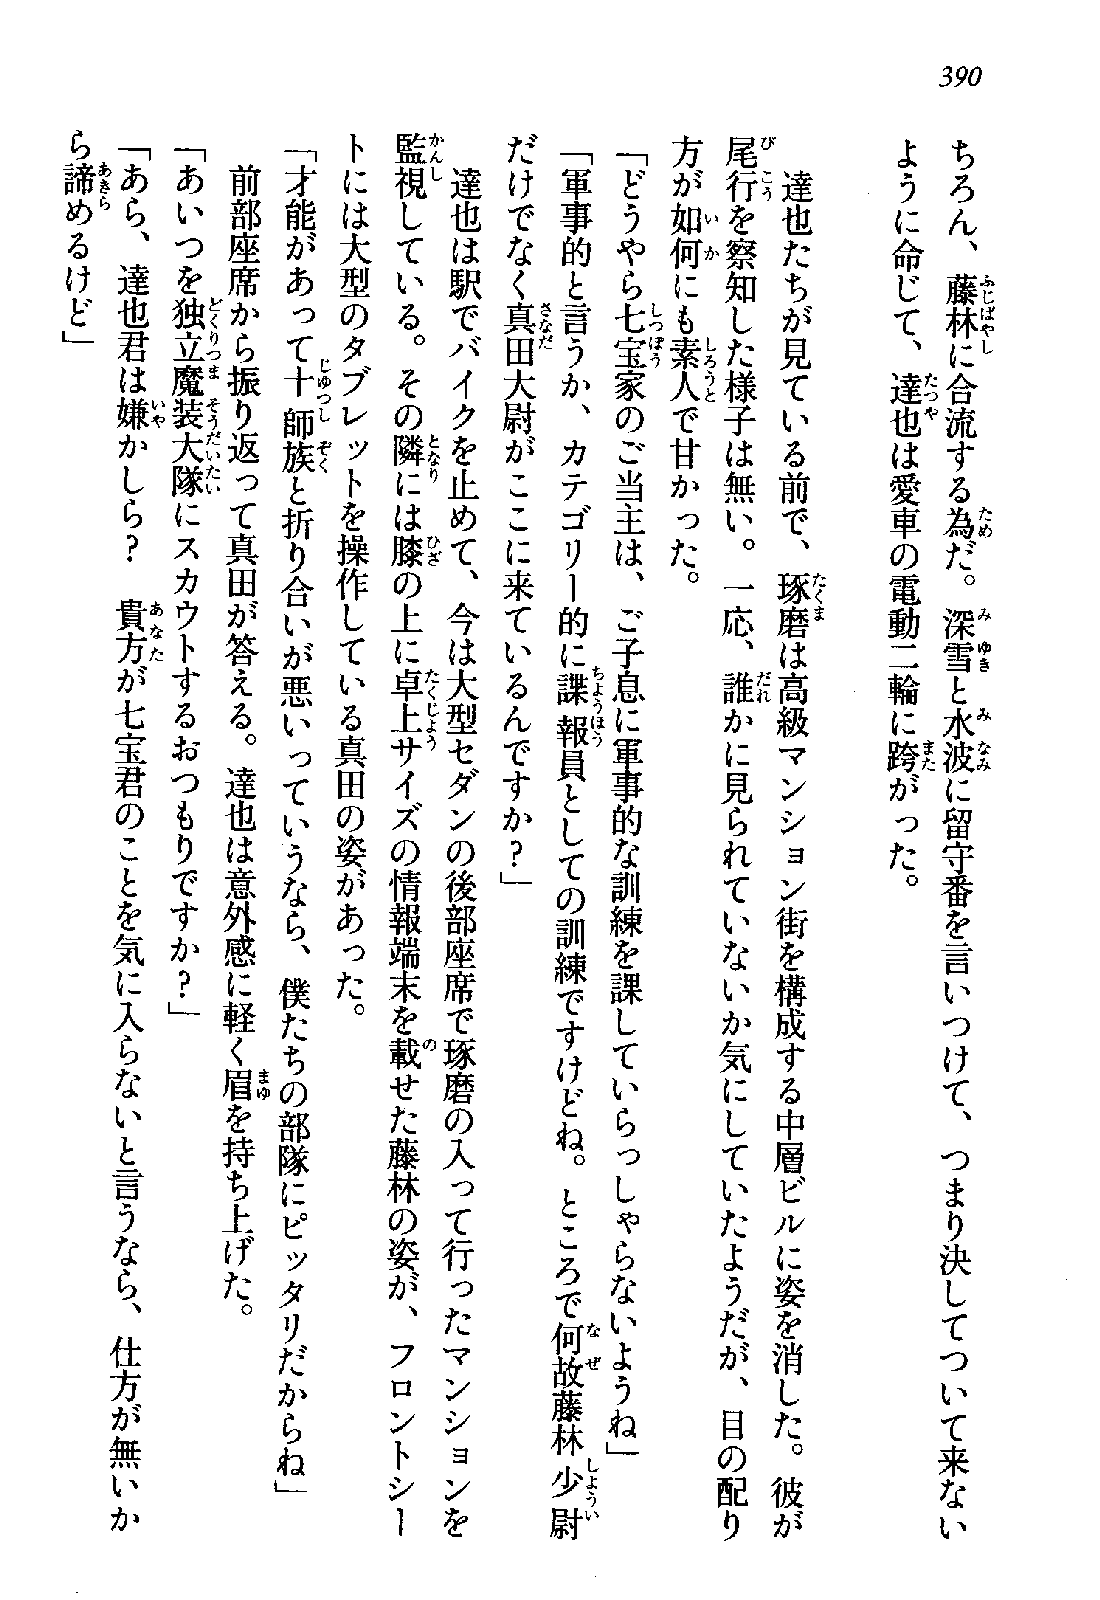 390
ちろん、藤林に合流する為だ。深雪と水波に留守番を言いつけて、つまり決してついて来ない
ように命じて、達也は愛車の電動二輪に跨がった。
達也たちが見ている前で、琢磨は高級マンション街を構成する中層ビルに姿を消した。彼が
尾行を察知した様子は無い。一応、誰かに見られていないか気にしていたようだが、目の配り
方が如何にも素人で甘かった。
「どうやら七宝家のご当主は、ご子息に軍事的な訓練を課していらっしゃらないようね」
「軍事的と言うか、カテゴリー的に諜報員としての訓練ですけどね。ところで何故藤林少尉
だけでなく真田大尉がここに来ているんですか？」
達也は駅でバイクを止めて、今は大型セダンの後部座席で琢磨の入って行ったマンションを
監視している。その隣には膝の上に卓上サイズの情報端末を載せた藤林の姿が、フロントシー
トには大型のタブレットを操作している真田の姿があった。
「才能があって十師族と折り合いが悪いっていうなら、僕たちの部隊にピッタリだからね」
前部座席から振り返って真田が答える。達也は意外感に軽く眉を持ち上げた。
「あいつを独立魔装大隊にスカウトするおつもりですか？」
「あら、達也君は嫌かしら？　貴方が七宝君のことを気に入らないと言うなら、仕方が無いか
ら諦めるけど」